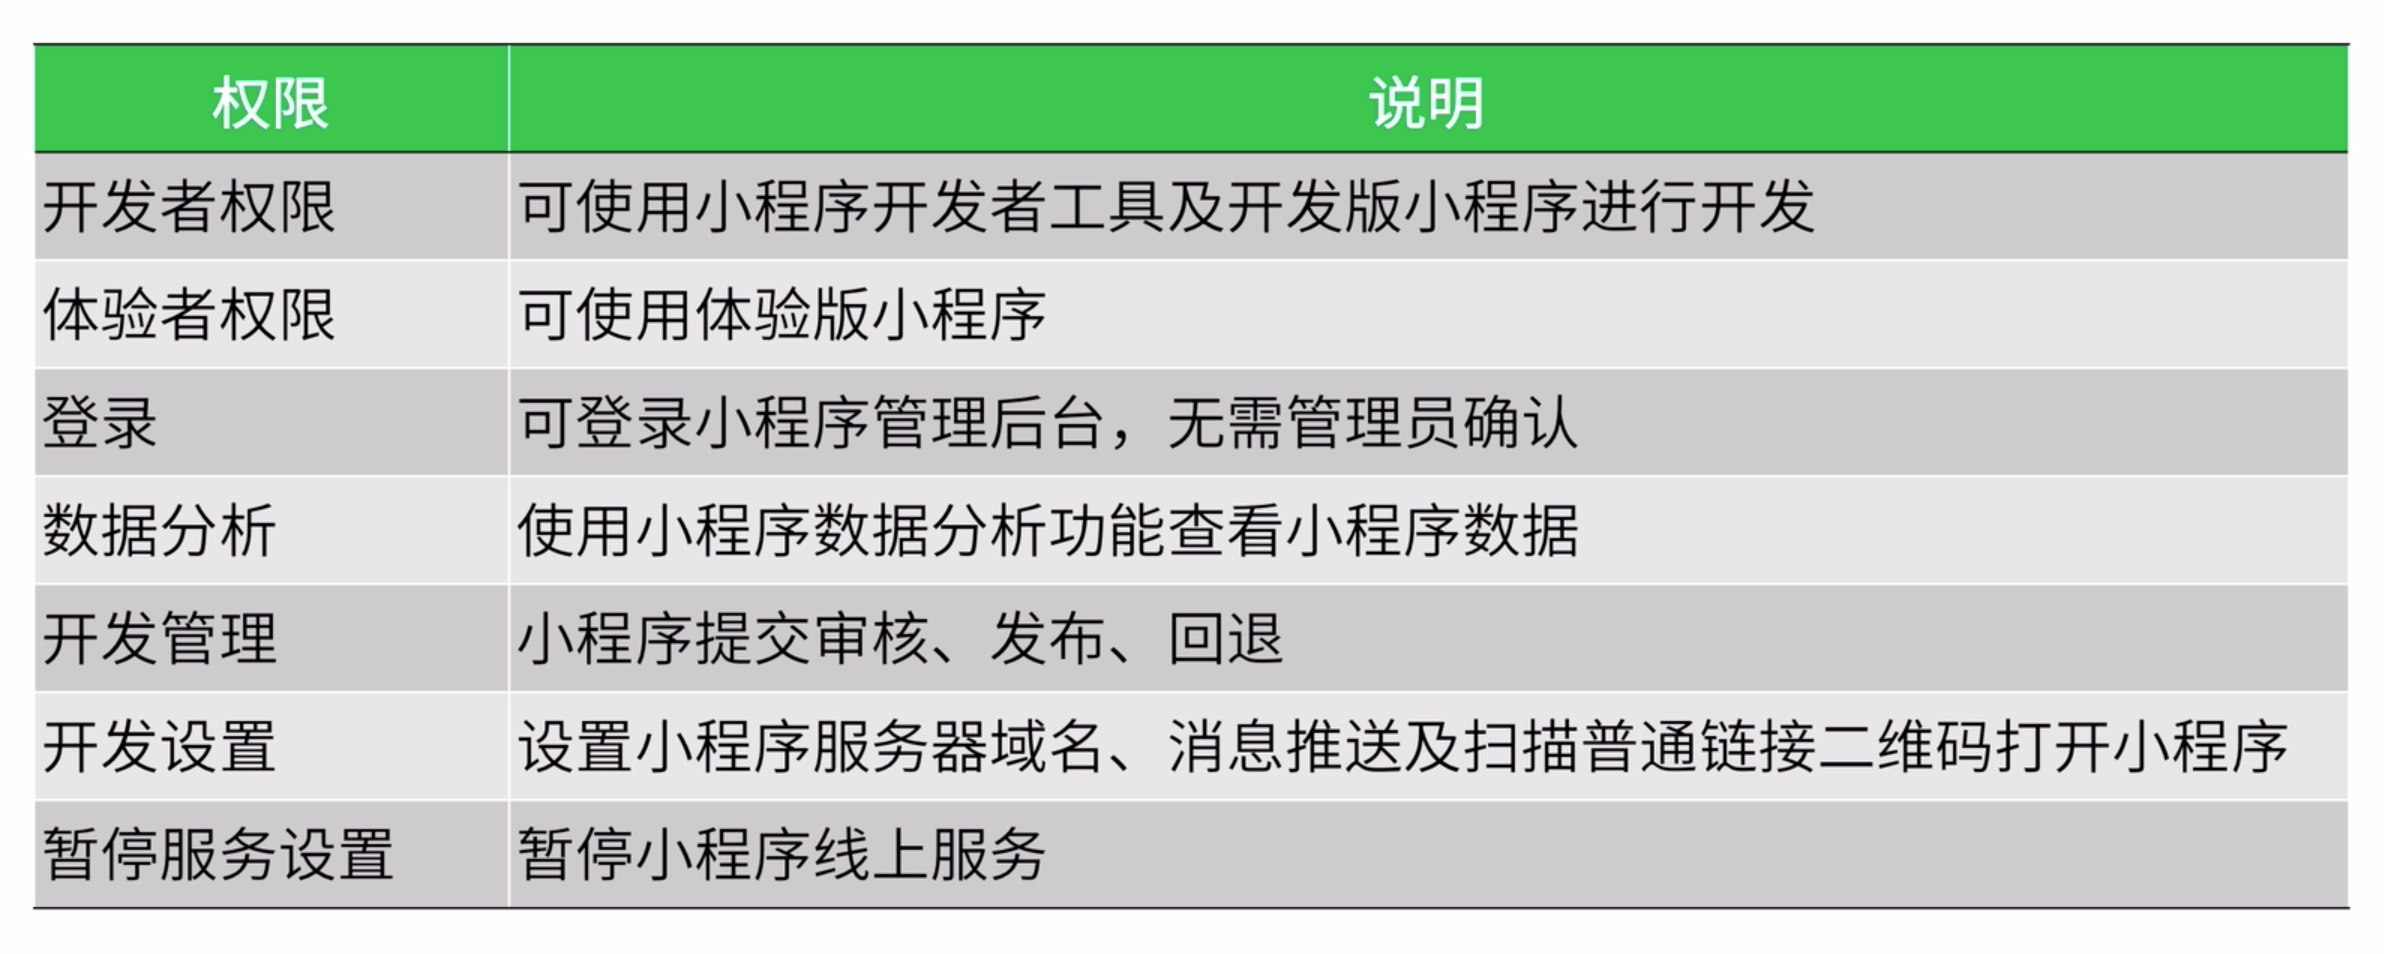 权限 说明
开发者权限 可使用小程序开发者工具及开发版小程序进行开发
体验者权限 可使用体验版小程序
登录 可登录小程序管理后台，无需管理员确认
数据分析 使用小程序数据分析功能查看小程序数据
开发管理 小程序提交审核、发布、回退
开发设置 设置小程序服务器域名、消息推送及扫描普通链接二维码打开小程序
暂停服务设置 暂停小程序线上服务